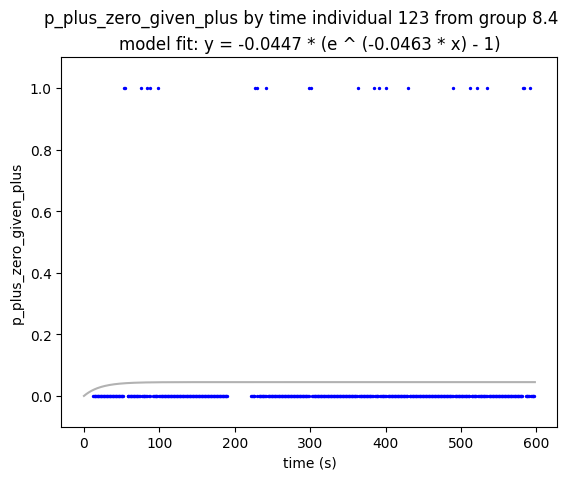 p_plus_zero_given_plus by time individual 123 from group 8.4
model fit: y = -0.0447 * (e ^ (-0.0463 * x) - 1)
1.0
0.8
0.6
0.4
0.2
0.0
p_plus_zero_given_plus
0 100 200 300 400 500 600
time (s)